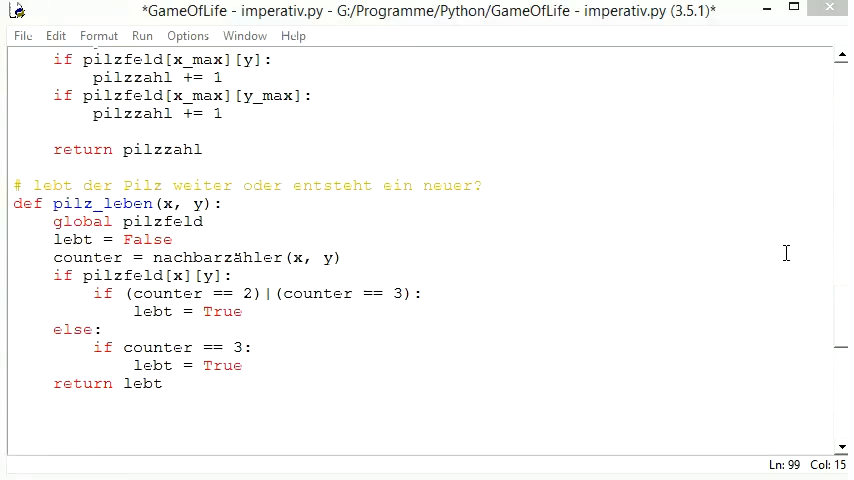 *GameOfLife - imperativ.py - G:/Programme/Python/GameOfLife - imperativ.py (3.5.1)*
File Edit Format Run Options Window Help
    if pilzfeld[x_max][y]:
        pilzzahl += 1
    if pilzfeld[x_max][y_max]:
        pilzzahl += 1
    return pilzzahl
# lebt der Pilz weiter oder entsteht ein neuer?
def pilz_leben(x, y):
    global pilzfeld
    lebt = False
    counter = nachbarzähler(x, y)
    if pilzfeld[x][y]:
        if (counter == 2)|(counter == 3):
            lebt = True
    else:
        if counter == 3:
            lebt = True
    return lebt
Ln: 99 Col: 15